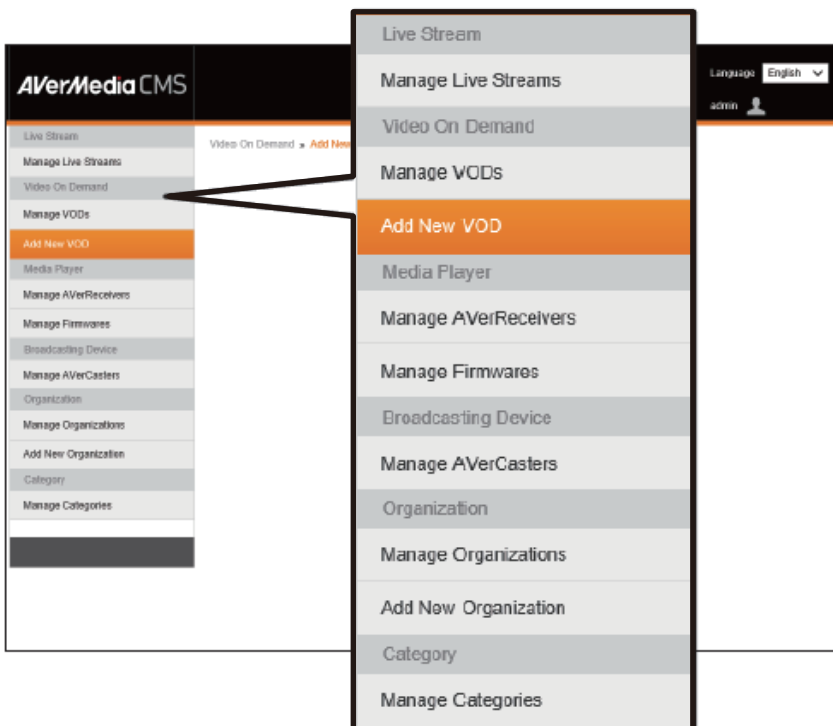 AVerMedia CMS
Language English
admin
Live Stream
Manage Live Streams
Video On Demand
Manage VODs
Add New VOD
Media Player
Manage AVerReceivers
Manage Firmwares
Broadcasting Device
Manage AVerCasters
Organization
Manage Organizations
Add New Organization
Category
Manage Categories
Video On Demand » Add New
Live Stream
Manage Live Streams
Video On Demand
Manage VODs
Add New VOD
Media Player
Manage AVerReceivers
Manage Firmwares
Broadcasting Device
Manage AVerCasters
Organization
Manage Organizations
Add New Organization
Category
Manage Categories